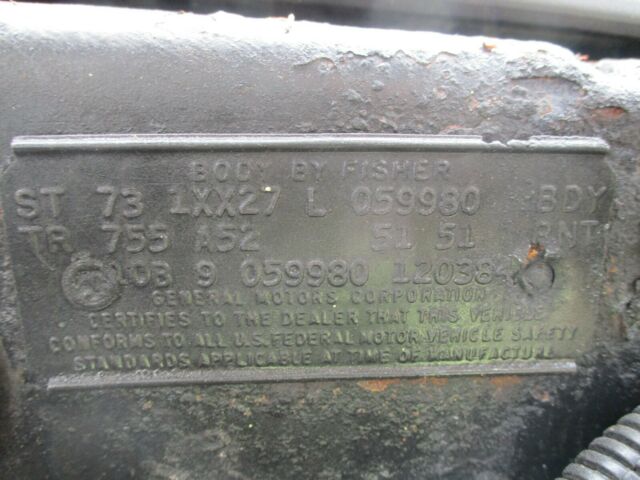 BODY BY FISHER
ST 73 1XX27 L 059980 BDY
TR 755 A52 51 51 PNT
10B 9 059980 120384
GENERAL MOTORS CORPORATION
CERTIFIES TO THE DEALER THAT THIS VEHICLE
CONFORMS TO ALL U.S. FEDERAL MOTOR VEHICLE SAFETY
STANDARDS APPLICABLE AT TIME OF MANUFACTURE